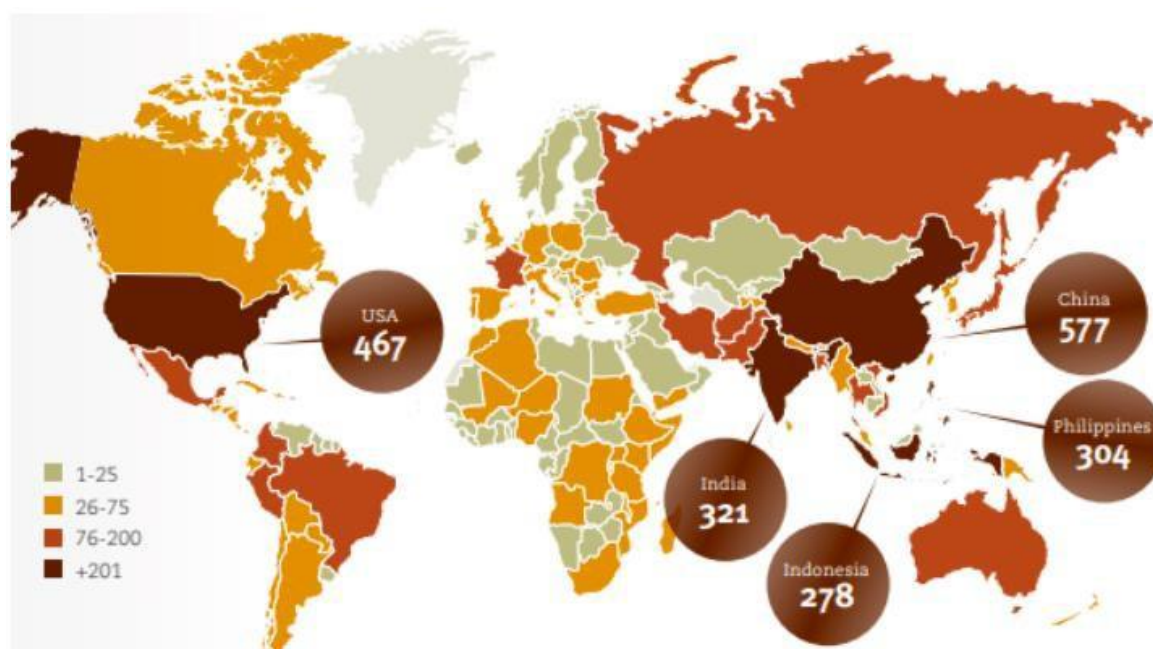 USA
467
China
577
Philippines
304
India
321
Indonesia
278
1-25
26-75
76-200
+201